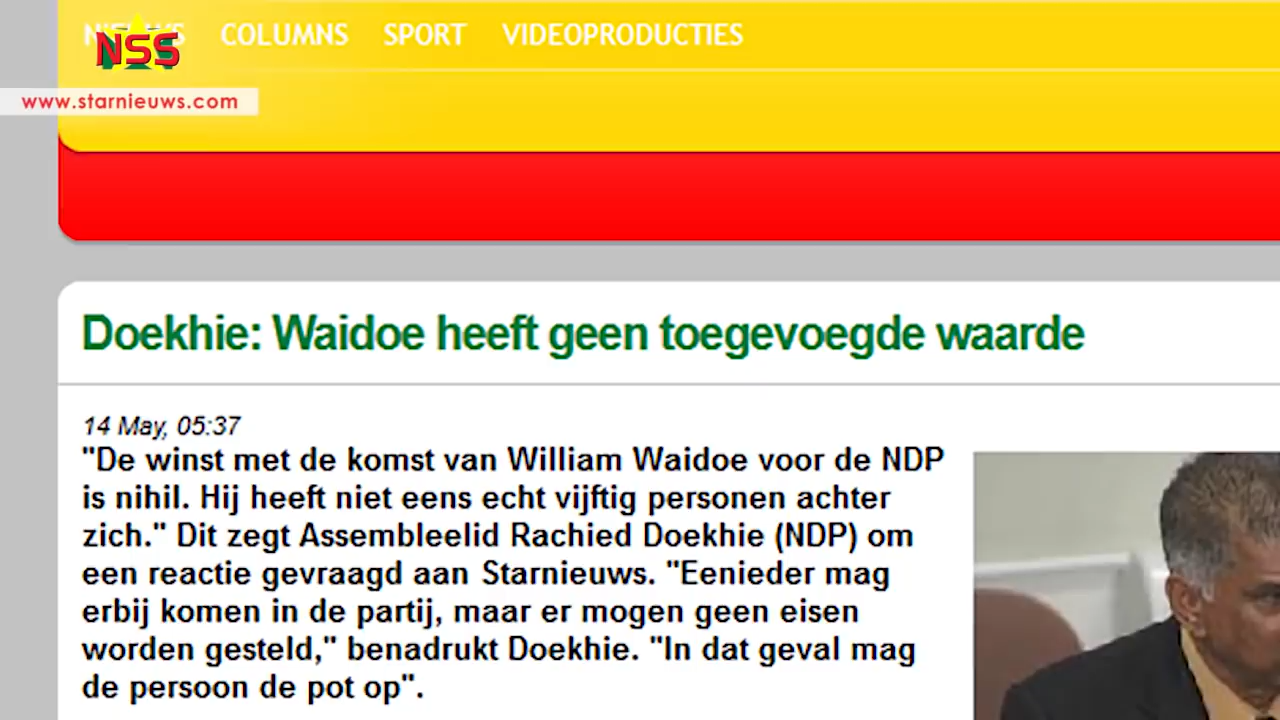 NIEUWS COLUMNS SPORT VIDEOPRODUCTIES
NSS
www.starnieuws.com
Doekhie: Waidoe heeft geen toegevoegde waarde
14 May, 05:37
"De winst met de komst van William Waidoe voor de NDP
is nihil. Hij heeft niet eens echt vijftig personen achter
zich." Dit zegt Assembleelid Rachied Doekhie (NDP) om
een reactie gevraagd aan Starnieuws. "Eenieder mag
erbij komen in de partij, maar er mogen geen eisen
worden gesteld," benadrukt Doekhie. "In dat geval mag
de persoon de pot op".